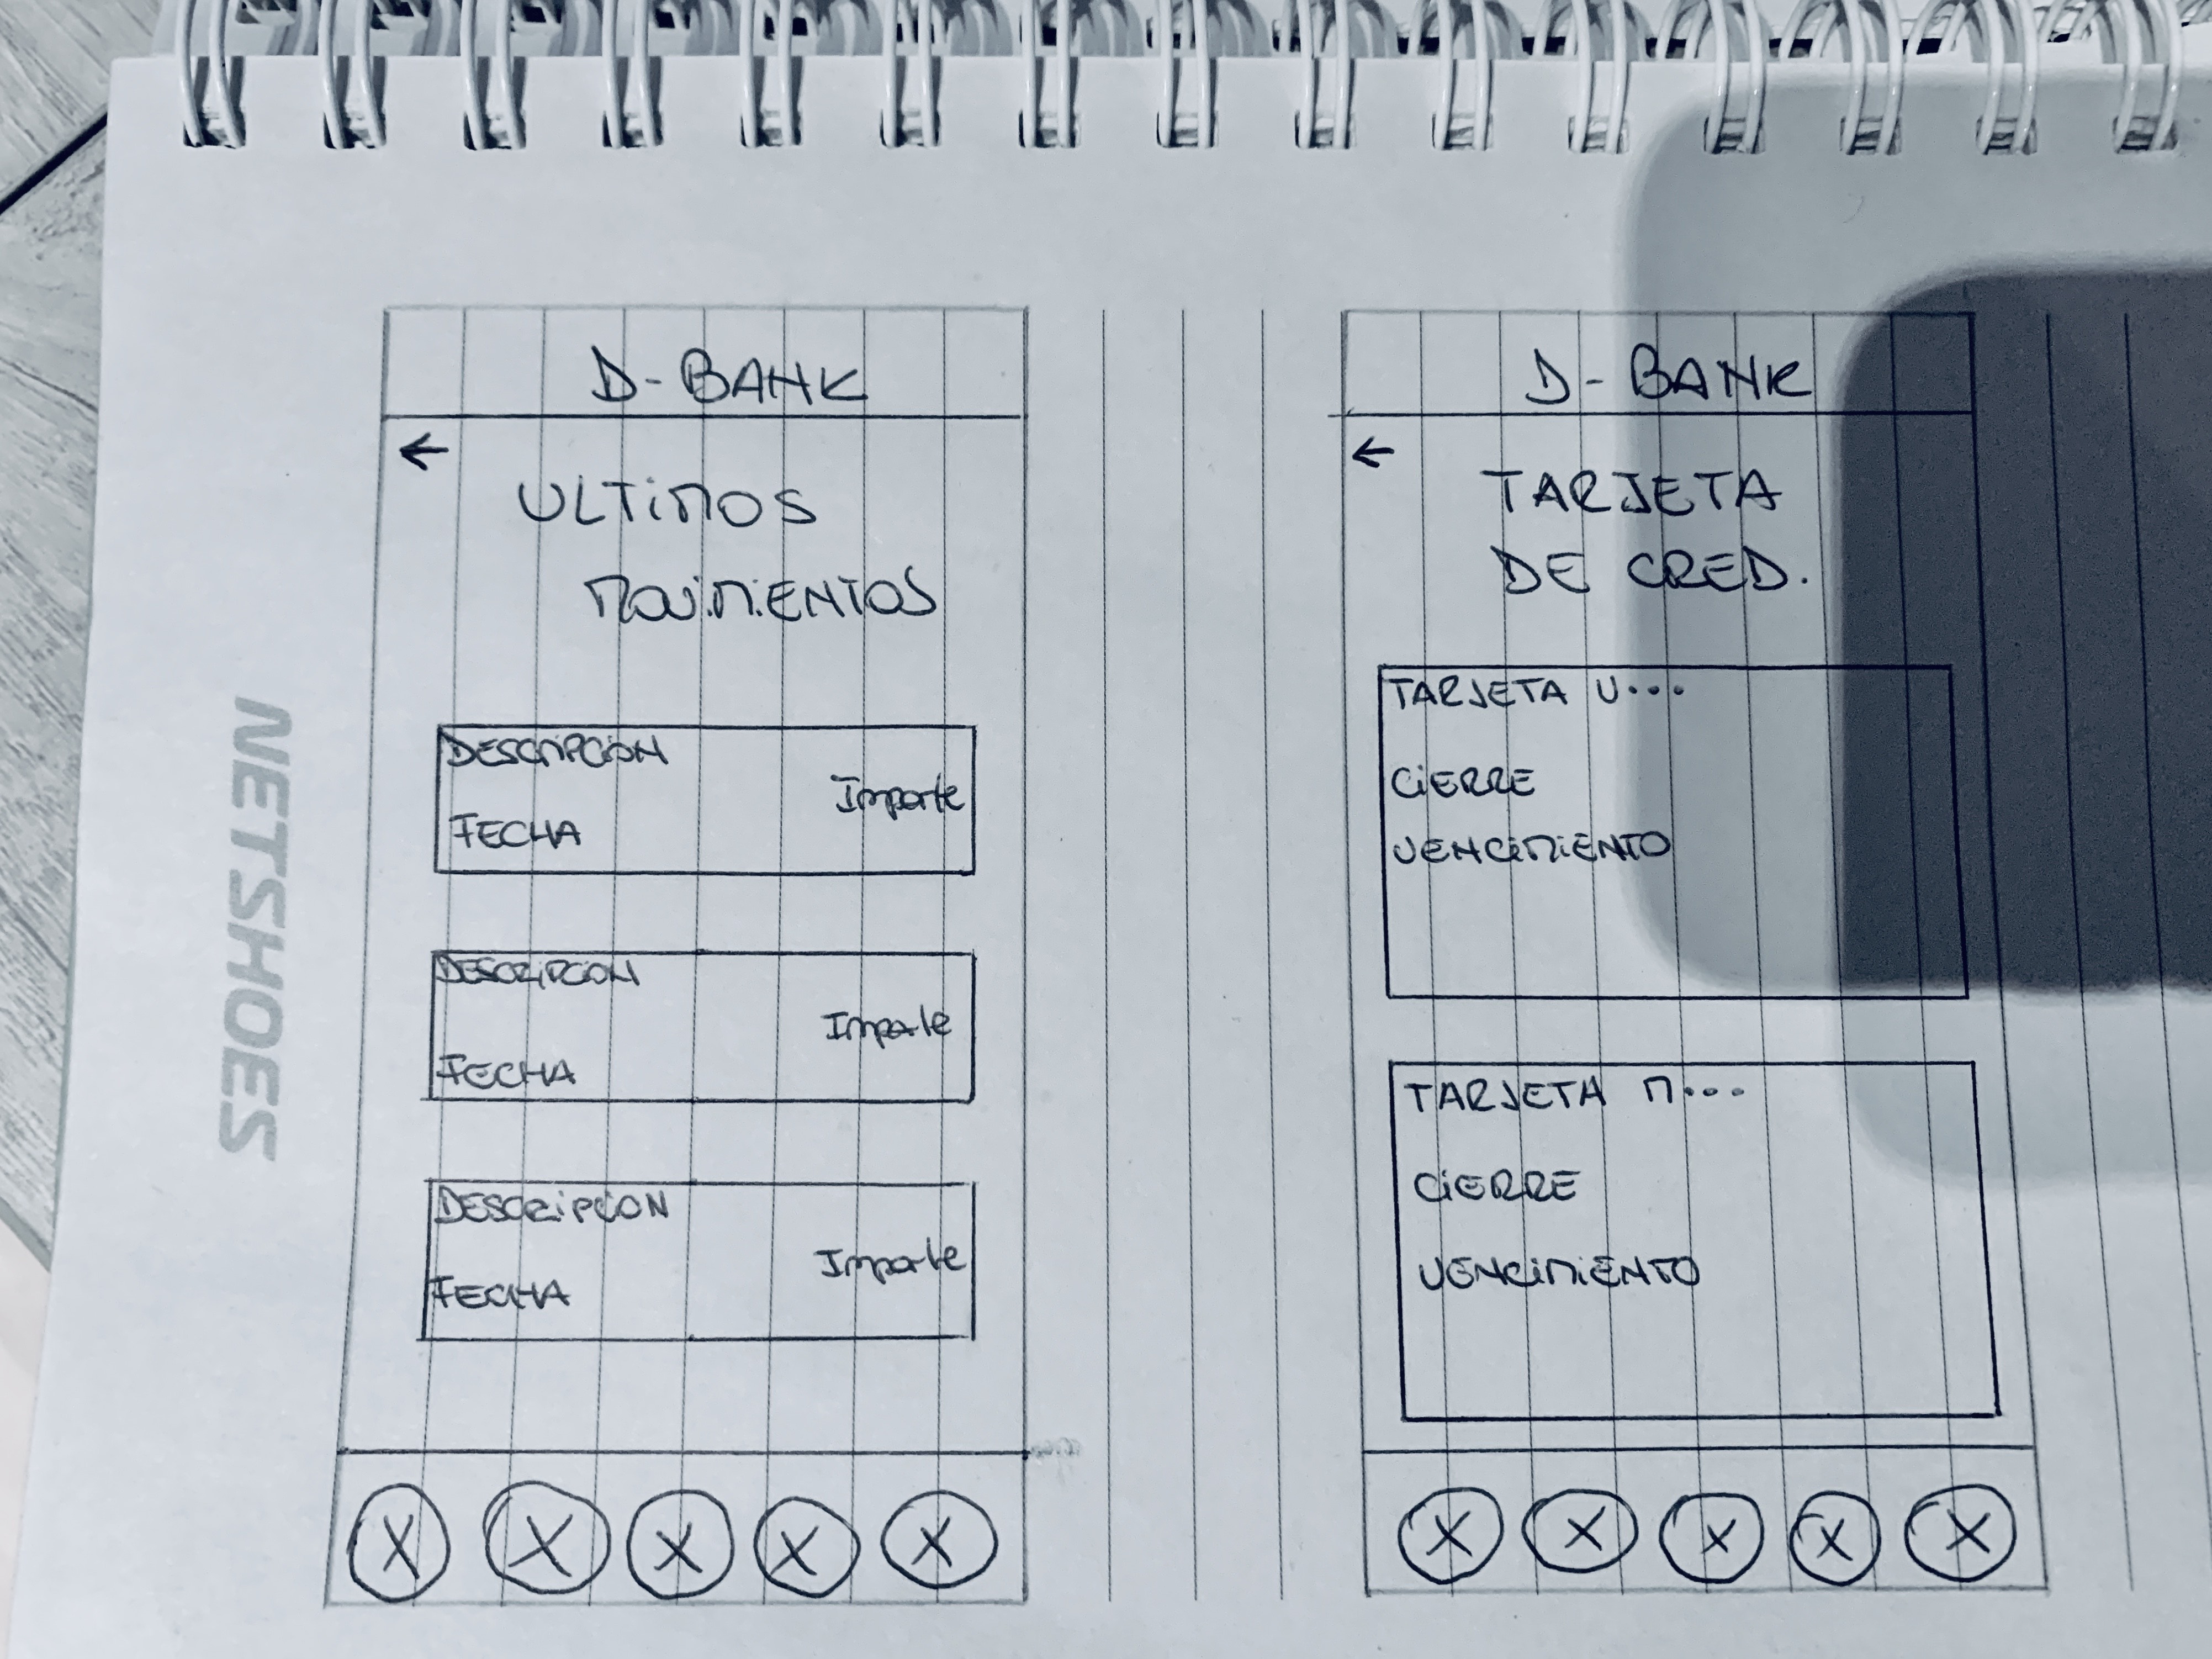 NETSHOES
D-BANK
←
ULTIMOS
MOVIMIENTOS
DESCRIPCION
Importe
FECHA
DESCRIPCION
Importe
FECHA
DESCRIPCION
Importe
FECHA
X X X X X
D-BANK
←
TARJETA
DE CRED.
TARJETA V...
CIERRE
VENCIMIENTO
TARJETA M...
CIERRE
VENCIMIENTO
X X X X X